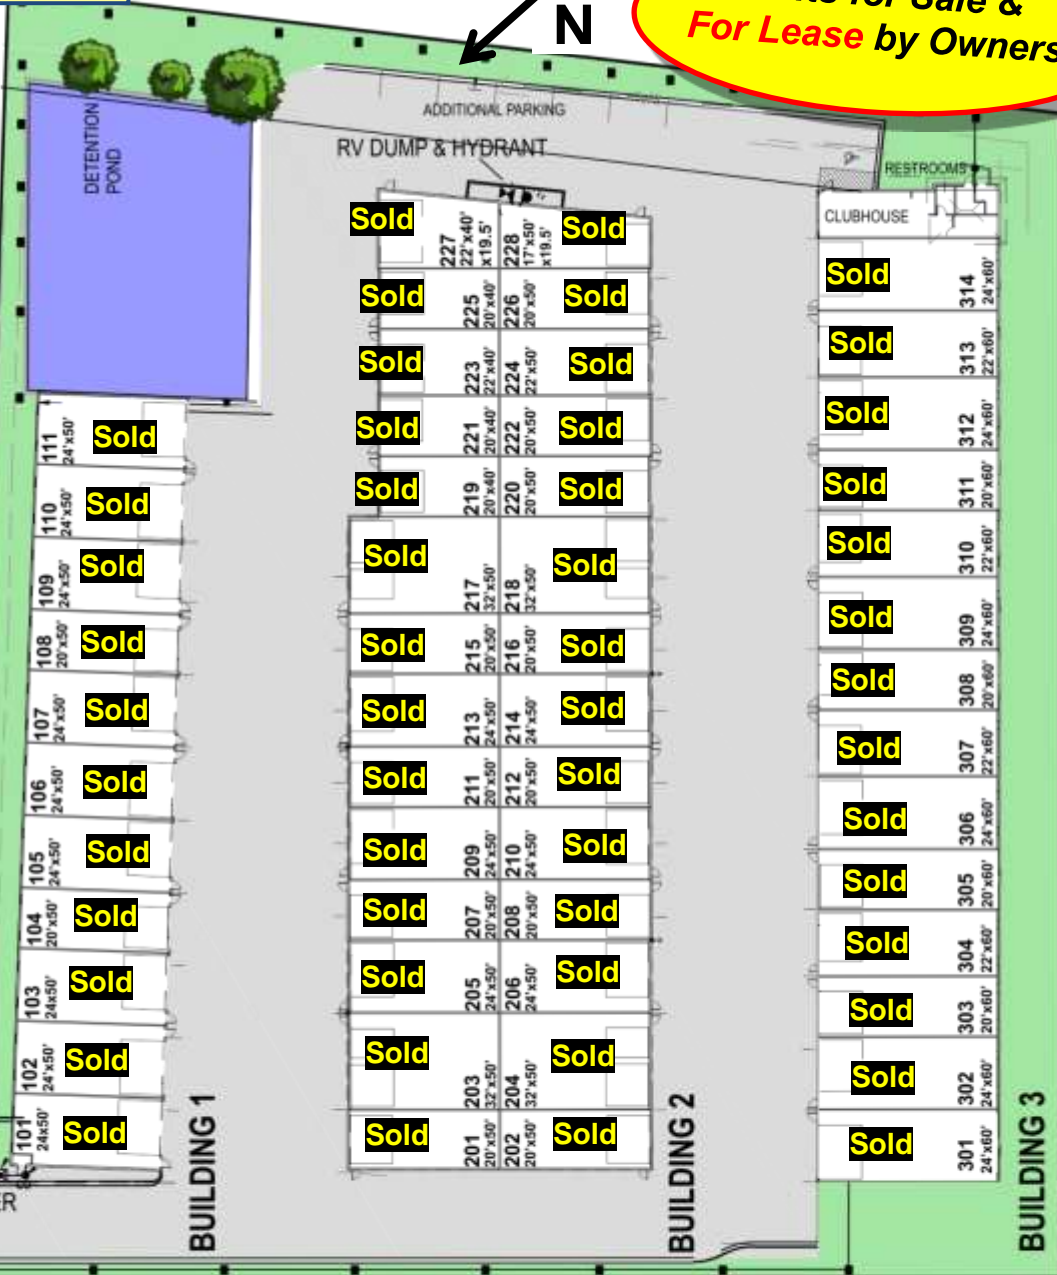 for Sale &
For Lease by Owners
N
ADDITIONAL PARKING
RV DUMP & HYDRANT
RESTROOMS
DETENTION
POND
CLUBHOUSE
111
24'x50'
Sold
110
24'x50'
Sold
109
24'x50'
Sold
108
20'x50'
Sold
107
24'x50'
Sold
106
24'x50'
Sold
105
24'x50'
Sold
104
20'x50'
Sold
103
24x50'
Sold
102
24'x50'
Sold
101
24x50'
Sold
BUILDING 1
Sold
227
22'x40'
x19.5'
228
17'x50'
x19.5'
Sold
Sold
225
20'x40'
226
20'x50'
Sold
Sold
223
22'x40'
224
22'x50'
Sold
Sold
221
20'x40'
222
20'x50'
Sold
Sold
219
20'x40'
220
20'x50'
Sold
Sold
217
32'x50'
218
32'x50'
Sold
Sold
215
20'x50'
216
20'x50'
Sold
Sold
213
24'x50'
214
24'x50'
Sold
Sold
211
20'x50'
212
20'x50'
Sold
Sold
209
24'x50'
210
24'x50'
Sold
Sold
207
20'x50'
208
20'x50'
Sold
Sold
205
24'x50'
206
24'x50'
Sold
Sold
203
32'x50'
204
32'x50'
Sold
Sold
201
20'x50'
202
20'x50'
Sold
BUILDING 2
Sold
314
24'x60'
Sold
313
22'x60'
Sold
312
24'x60'
Sold
311
20'x60'
Sold
310
22'x60'
Sold
309
24'x60'
Sold
308
20'x60'
Sold
307
22'x60'
Sold
306
24'x60'
Sold
305
20'x60'
Sold
304
22'x60'
Sold
303
20'x60'
Sold
302
24'x60'
Sold
301
24'x60'
BUILDING 3